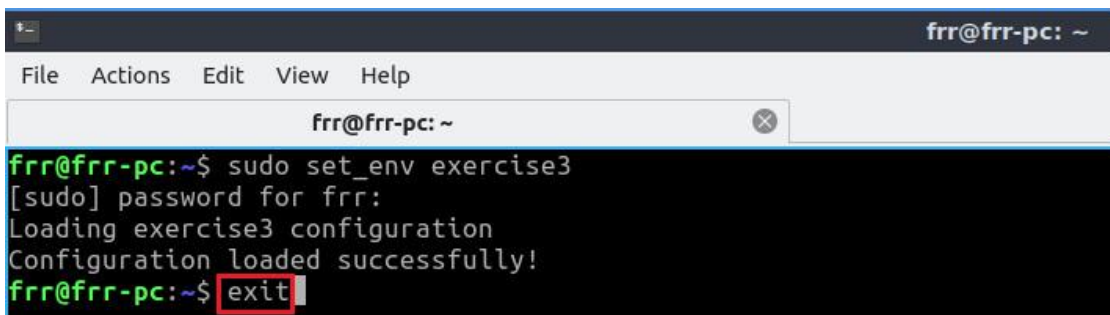 frr@frr-pc: ~
File Actions Edit View Help
frr@frr-pc: ~
frr@frr-pc:~$ sudo set_env exercise3
[sudo] password for frr:
Loading exercise3 configuration
Configuration loaded successfully!
frr@frr-pc:~$ exit